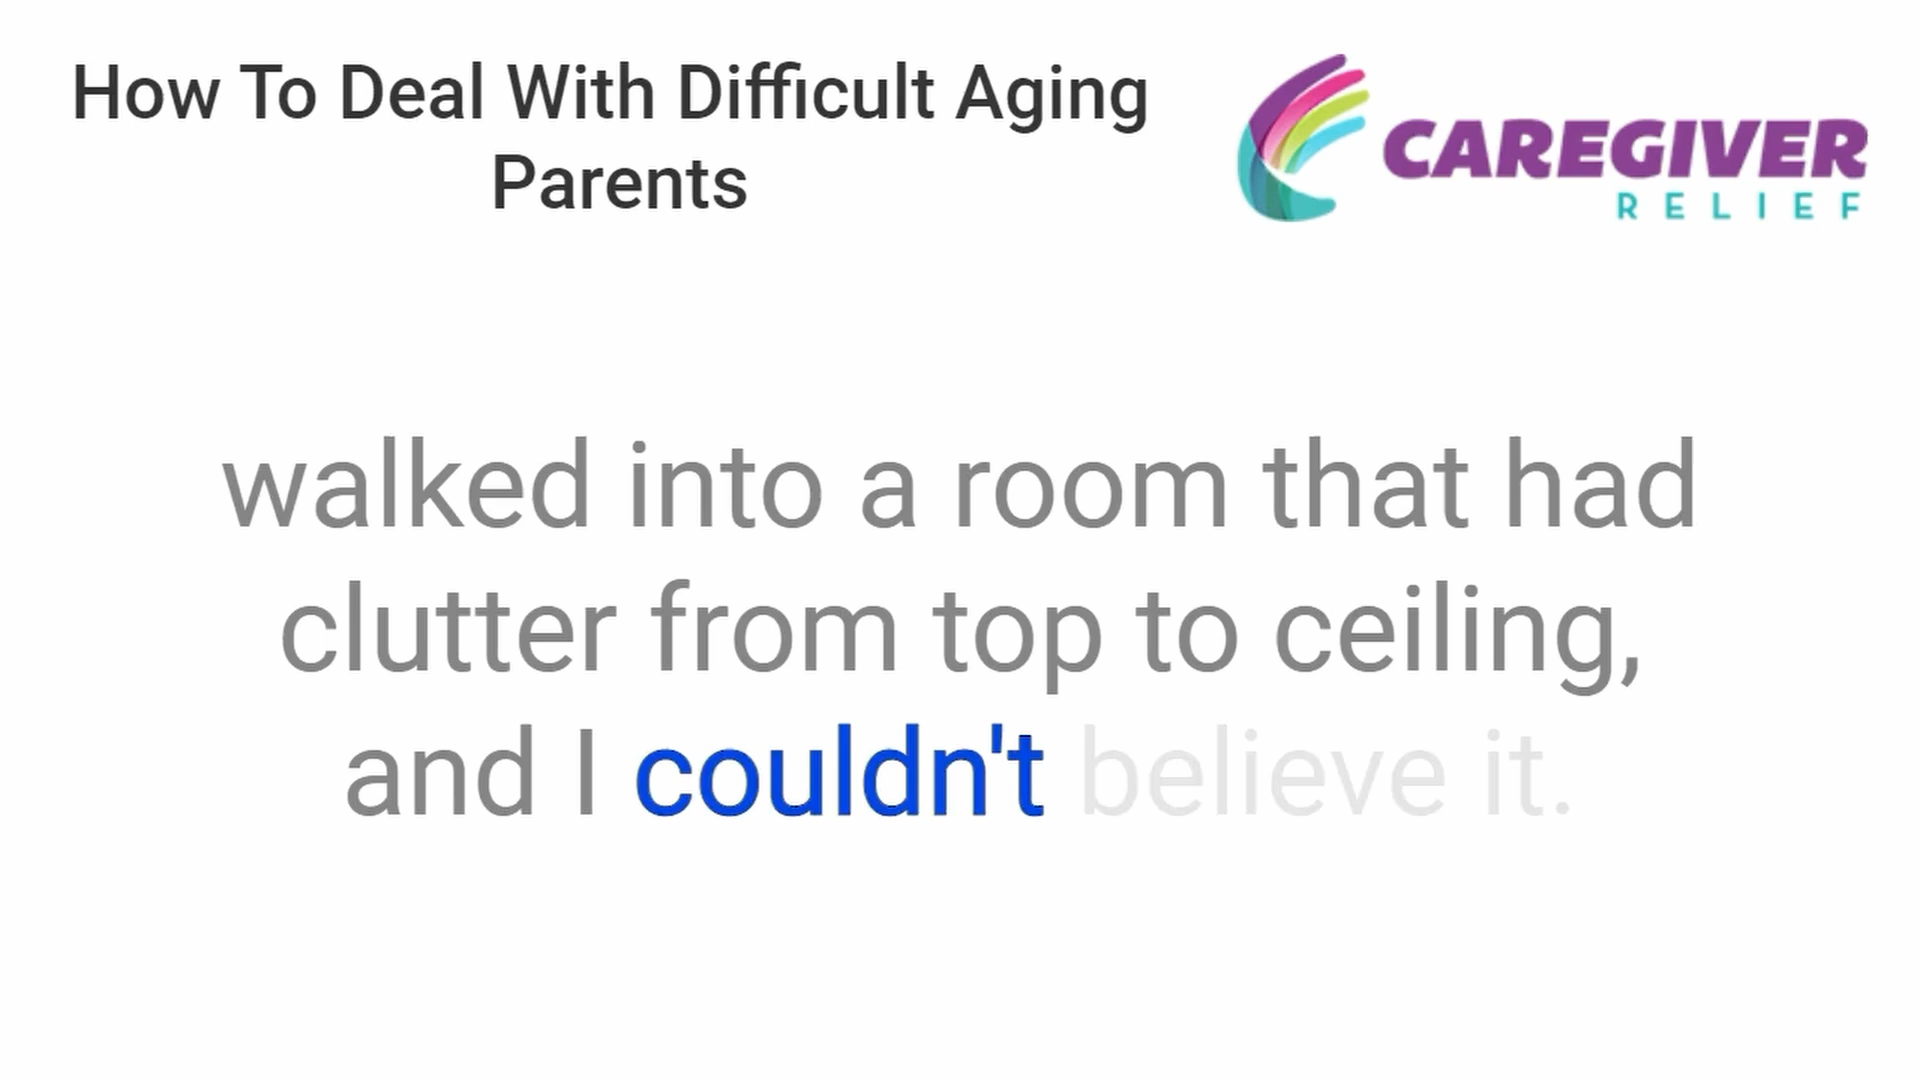 How To Deal With Difficult Aging
Parents
CAREGIVER
RELIEF
walked into a room that had
clutter from top to ceiling,
and I couldn't believe it.